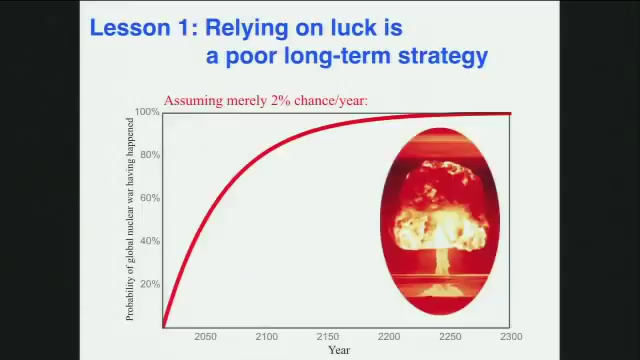 Lesson 1: Relying on luck is
a poor long-term strategy
Assuming merely 2% chance/year:
100%
80%
60%
40%
20%
Probability of global nuclear war having happened
2050
2100
2150
2200
2250
2300
Year